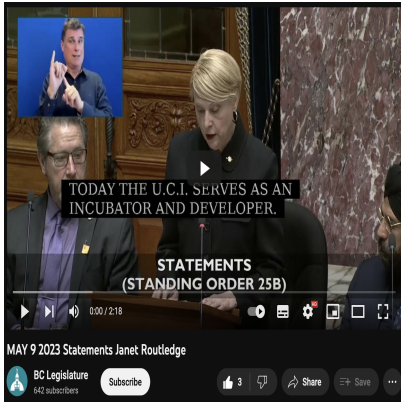 TODAY THE U.C.I. SERVES AS AN
INCUBATOR AND DEVELOPER.
STATEMENTS
(STANDING ORDER 25B)
0:00 / 2:18
MAY 9 2023 Statements Janet Routledge
BC Legislature
642 subscribers
Subscribe
3
Share
Save